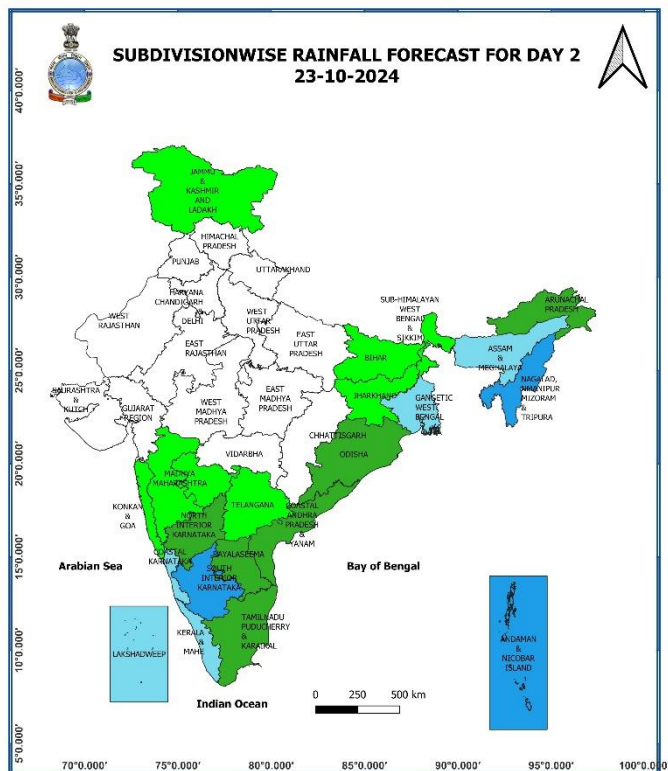 SUBDIVISIONWISE RAINFALL FORECAST FOR DAY 2
23-10-2024
40°0.000'
35°0.000'
30°0.000'
25°0.000'
20°0.000'
15°0.000'
10°0.000'
5°0.000'
JAMMU
&
KASHMIR
AND
LADAKH
HIMACHAL
PRADESH
PUNJAB
UTTARAKHAND
HARYANA
CHANDIGARH
&
DELHI
WEST
RAJASTHAN
WEST
UTTAR
PRADESH
EAST
UTTAR
PRADESH
EAST
RAJASTHAN
SUB-HIMALAYAN
WEST
BENGAL
&
SIKKIM
ARUNACHAL
PRADESH
ASSAM
&
MEGHALAYA
NAGALAD,
MANIPUR
MIZORAM
&
TRIPURA
BIHAR
JHARKHAND
GANGETIC
WEST
BENGAL
SAURASHTRA
&
KUTCH
GUJARAT
REGION
WEST
MADHYA
PRADESH
EAST
MADHYA
PRADESH
CHHATTISGARH
ODISHA
VIDARBHA
MADHYA
MAHARASHTRA
TELANGANA
KONKAN
&
GOA
NORTH
INTERIOR
KARNATAKA
COASTAL
ANDHRA
PRADESH
&
YANAM
COASTAL
KARNATAKA
RAYALASEEMA
SOUTH
INTERIOR
KARNATAKA
Arabian Sea
Bay of Bengal
TAMILNADU
PUDUCHERRY
&
KARAIKAL
KERALA
&
MAHE
LAKSHADWEEP
ANDAMAN
&
NICOBAR
ISLAND
Indian Ocean
0 250 500 km
70°0.000' 75°0.000' 80°0.000' 85°0.000' 90°0.000' 95°0.000'